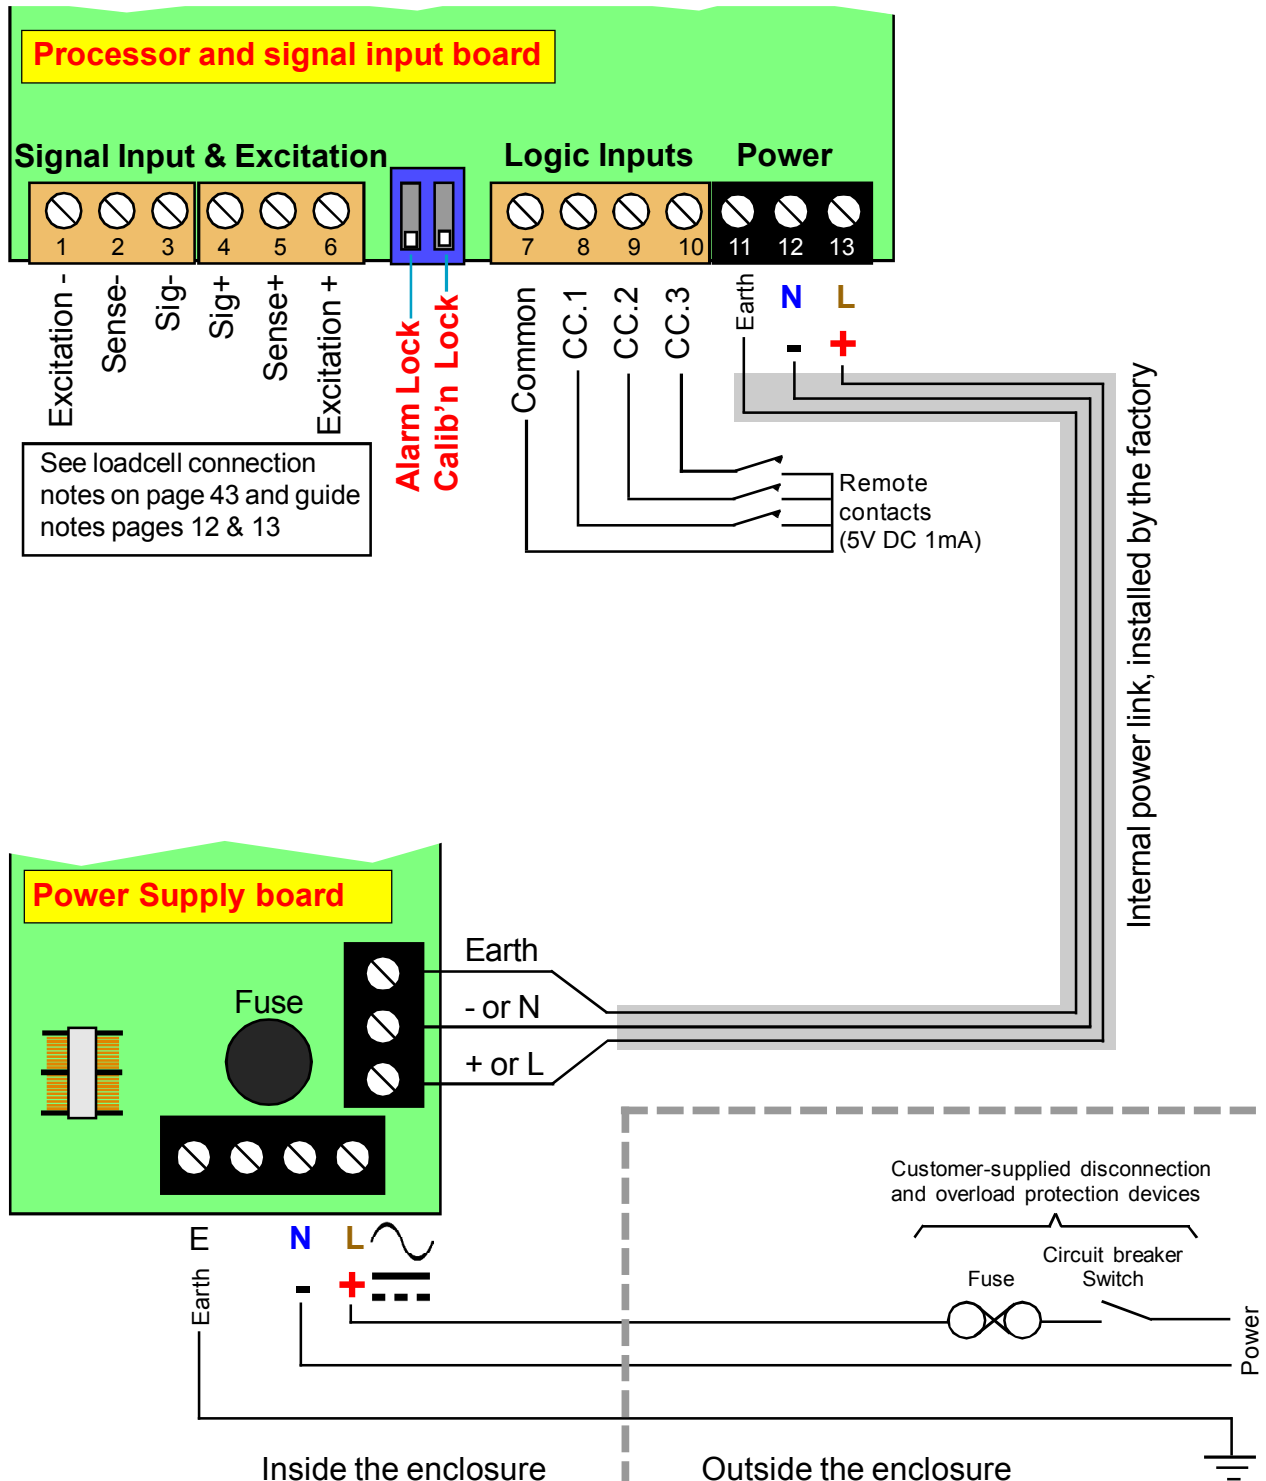 Processor and signal input board
Signal Input & Excitation
Logic Inputs
Power
1 2 3 4 5 6
7 8 9 10 11 12 13
Excitation -
Sense-
Sig-
Sig+
Sense+
Excitation +
Alarm Lock
Calib'n Lock
Common
CC.1
CC.2
CC.3
Earth
N
L
-
+
See loadcell connection
notes on page 43 and guide
notes pages 12 & 13
Remote
contacts
(5V DC 1mA)
Internal power link, installed by the factory
Power Supply board
Fuse
Earth
- or N
+ or L
Customer-supplied disconnection
and overload protection devices
Circuit breaker
Switch
Fuse
E
N
L
Earth
-
+
Power
Inside the enclosure
Outside the enclosure